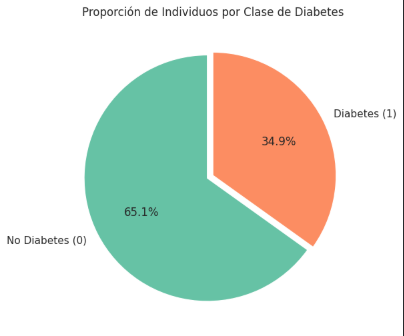 Proporción de Individuos por Clase de Diabetes
Diabetes (1)
34.9%
65.1%
No Diabetes (0)